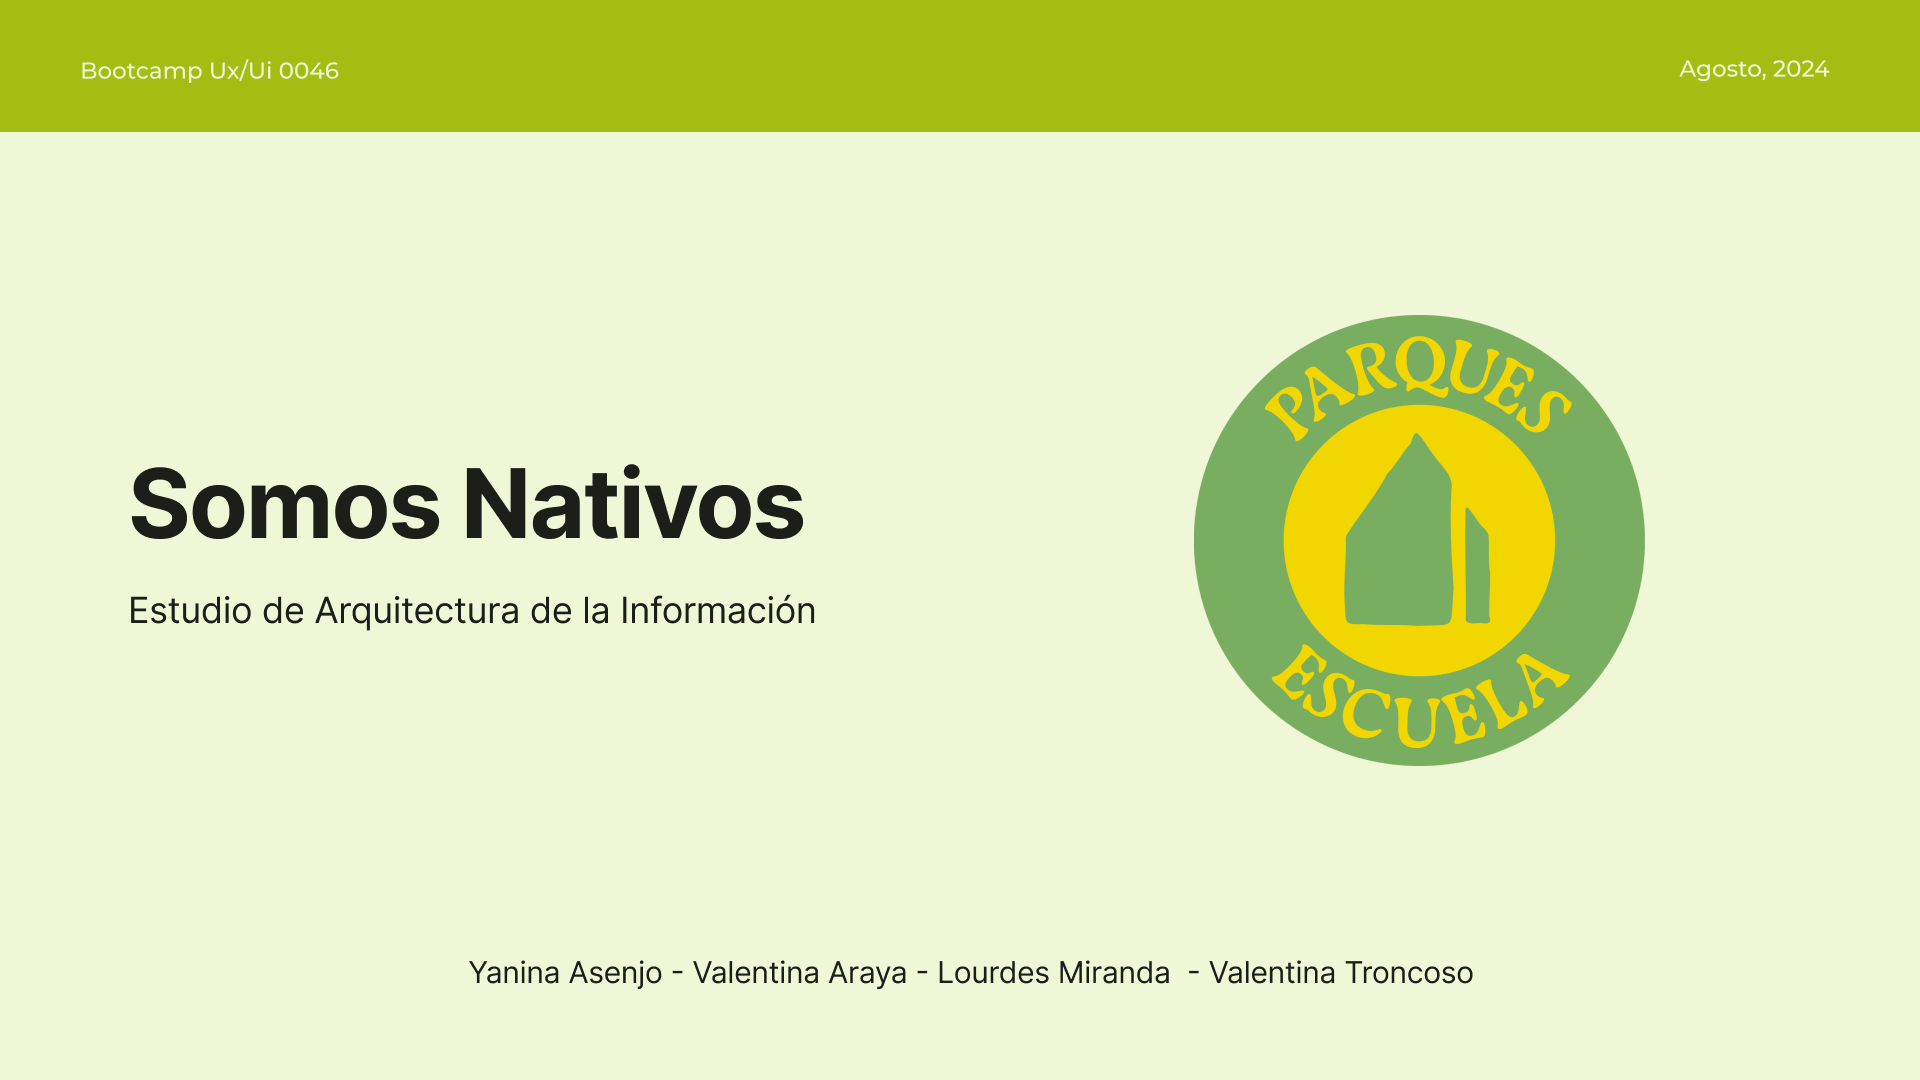 Bootcamp Ux/Ui 0046
Agosto, 2024
Somos Nativos
Estudio de Arquitectura de la Información
PARQUES
ESCUELA
Yanina Asenjo - Valentina Araya - Lourdes Miranda  - Valentina Troncoso